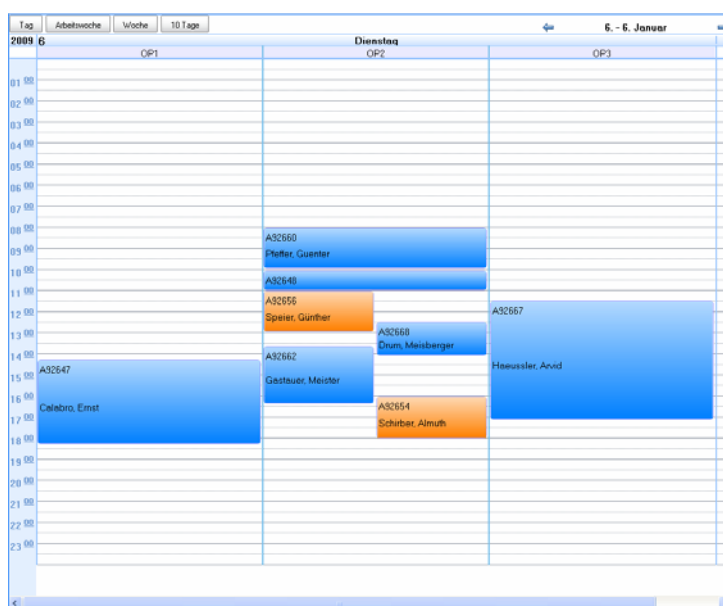 Tag Arbeitswoche Woche 10 Tage
6. - 6. Januar
2009 6 Dienstag
OP1 OP2 OP3
01 00
02 00
03 00
04 00
05 00
06 00
07 00
08 00
A92660
09 00
Pfetter, Guenter
10 00
A92648
11 00
A92656
A92667
12 00
Speier, Günther
13 00
A92668
Drum, Meisberger
14 00
A92662
A92647
Haeussler, Arvid
15 00
Gastauer, Meister
16 00
A92654
Calabro, Ernst
17 00
Schirber, Almuth
18 00
19 00
20 00
21 00
22 00
23 00